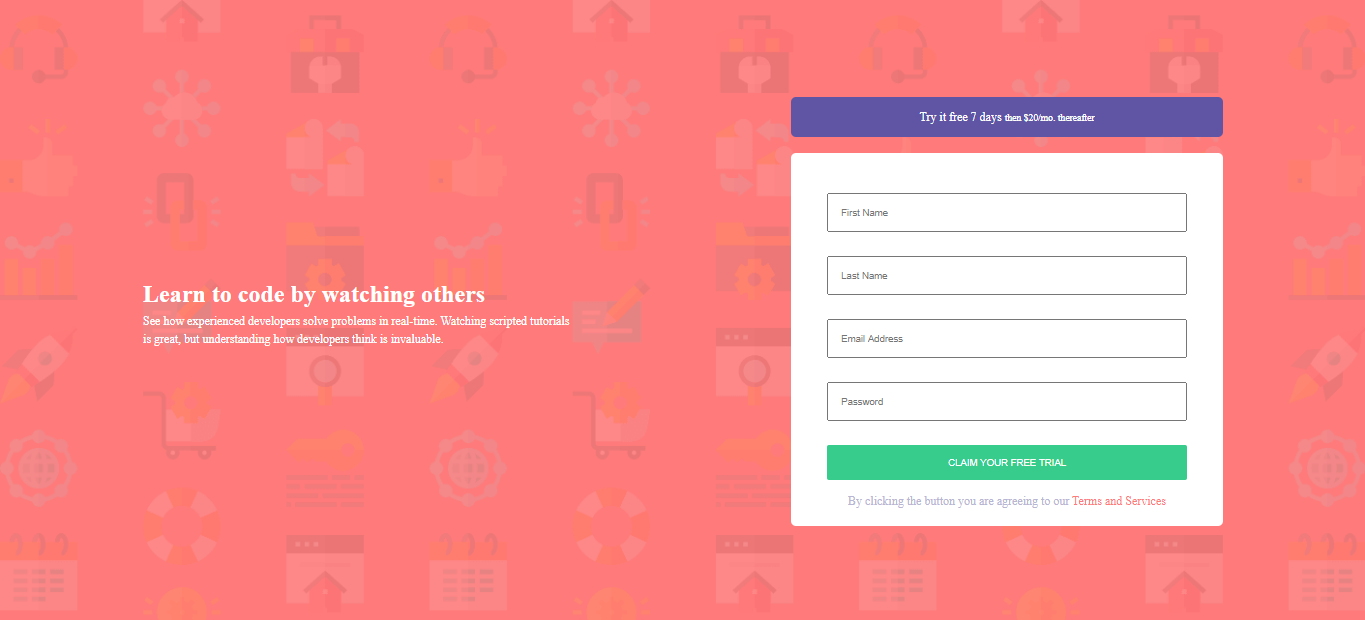 Learn to code by watching others
See how experienced developers solve problems in real-time. Watching scripted tutorials
is great, but understanding how developers think is invaluable.
Try it free 7 days then $20/mo. thereafter
First Name
Last Name
Email Address
Password
CLAIM YOUR FREE TRIAL
By clicking the button you are agreeing to our Terms and Services